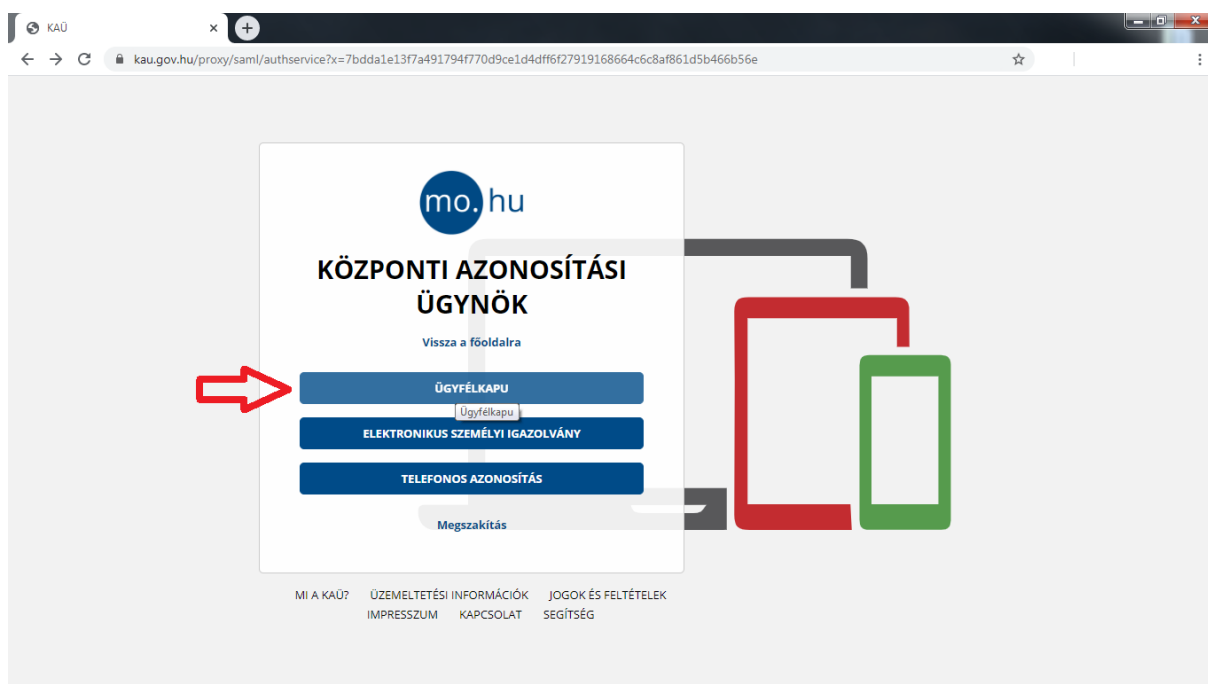 KAÜ
kau.gov.hu/proxy/saml/authservice?x=7bdda1e13f7a491794f770d9ce1d4dff6f27919168664c6c8af861d5b466b56e
mo.hu
KÖZPONTI AZONOSÍTÁSI
ÜGYNÖK
Vissza a főoldalra
ÜGYFÉLKAPU
Ügyfélkapu
ELEKTRONIKUS SZEMÉLYI IGAZOLVÁNY
TELEFONOS AZONOSÍTÁS
Megszakítás
MI A KAÜ? ÜZEMELTETÉSI INFORMÁCIÓK JOGOK ÉS FELTÉTELEK
IMPRESSZUM KAPCSOLAT SEGÍTSÉG